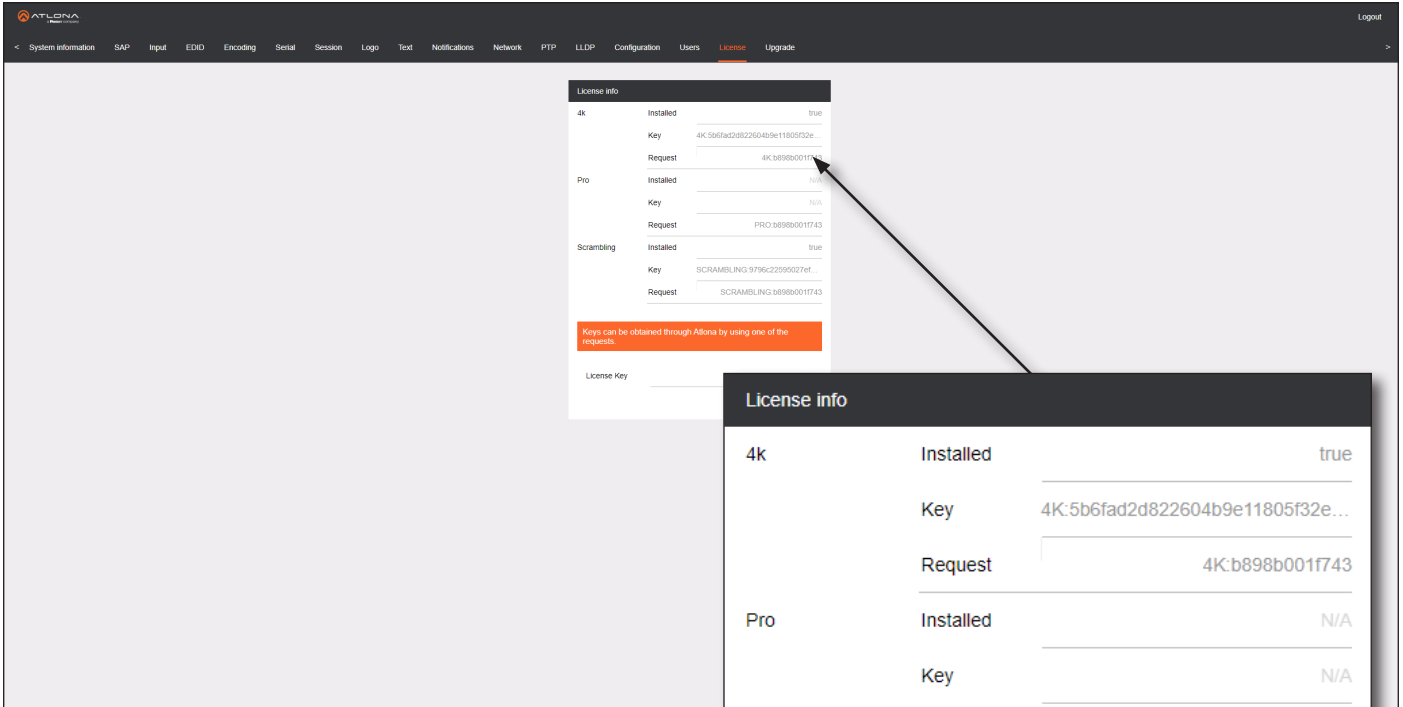 ATLONA
a Panduit company
Logout
< System information SAP Input EDID Encoding Serial Session Logo Text Notifications Network PTP LLDP Configuration Users License Upgrade >
License info
4k Installed true
Key 4K:5b6fad2d822604b9e11805f32e...
Request 4K:b898b001f743
Pro Installed N/A
Key N/A
Request PRO:b898b001f743
Scrambling Installed true
Key SCRAMBLING:9796c22595027ef...
Request SCRAMBLING:b898b001f743
Keys can be obtained through Atlona by using one of the
requests.
License Key
License info
4k Installed true
Key 4K:5b6fad2d822604b9e11805f32e...
Request 4K:b898b001f743
Pro Installed N/A
Key N/A